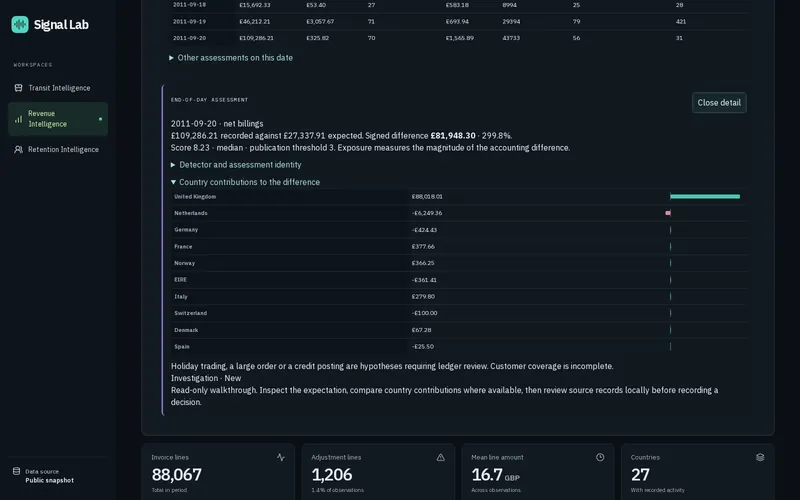 Signal Lab
WORKSPACES
Transit Intelligence
Revenue
Intelligence
Retention Intelligence
Data source
Public snapshot
2011-09-18 £15,692.33 £53.40 27 £583.18 8994 25 28
2011-09-19 £46,212.21 £3,057.67 71 £693.94 29394 79 421
2011-09-20 £109,286.21 £325.82 70 £1,565.89 43733 56 31
Other assessments on this date
END-OF-DAY ASSESSMENT
Close detail
2011-09-20 · net billings
£109,286.21 recorded against £27,337.91 expected. Signed difference £81,948.30 · 299.8%.
Score 8.23 · median · publication threshold 3. Exposure measures the magnitude of the accounting difference.
Detector and assessment identity
Country contributions to the difference
United Kingdom £88,018.01
Netherlands -£6,249.36
Germany -£424.43
France £377.66
Norway £366.25
EIRE -£361.41
Italy £279.80
Switzerland -£100.00
Denmark £67.28
Spain -£25.50
Holiday trading, a large order or a credit posting are hypotheses requiring ledger review. Customer coverage is incomplete.
Investigation · New
Read-only walkthrough. Inspect the expectation, compare country contributions where available, then review source records locally before recording a
decision.
Invoice lines
88,067
Total in period
Adjustment lines
1,206
1.4% of observations
Mean line amount
16.7 GBP
Across observations
Countries
27
With recorded activity